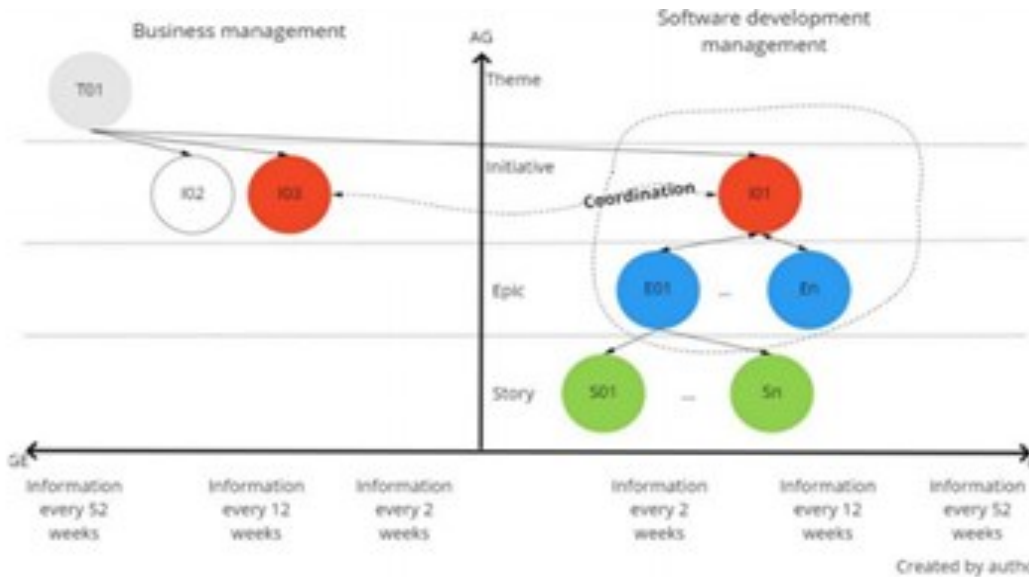 Business management
Software development
management
AG
Theme
T01
Initiative
I02
I03
Coordination
I01
Epic
E01
...
En
Story
S01
...
Sn
GE
Information
every 52
weeks
Information
every 12
weeks
Information
every 2
weeks
Information
every 2
weeks
Information
every 12
weeks
Information
every 52
weeks
Created by autho